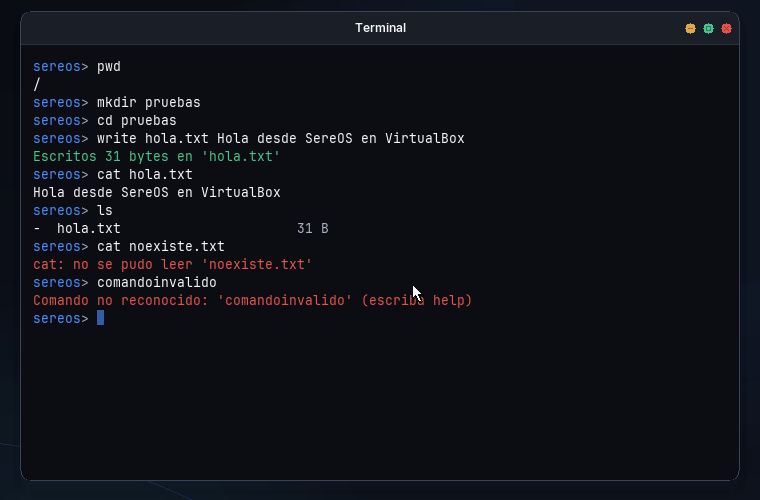 Terminal
sereos> pwd
/
sereos> mkdir pruebas
sereos> cd pruebas
sereos> write hola.txt Hola desde SereOS en VirtualBox
Escritos 31 bytes en 'hola.txt'
sereos> cat hola.txt
Hola desde SereOS en VirtualBox
sereos> ls
-  hola.txt                      31 B
sereos> cat noexiste.txt
cat: no se pudo leer 'noexiste.txt'
sereos> comandoinvalido
Comando no reconocido: 'comandoinvalido' (escriba help)
sereos>